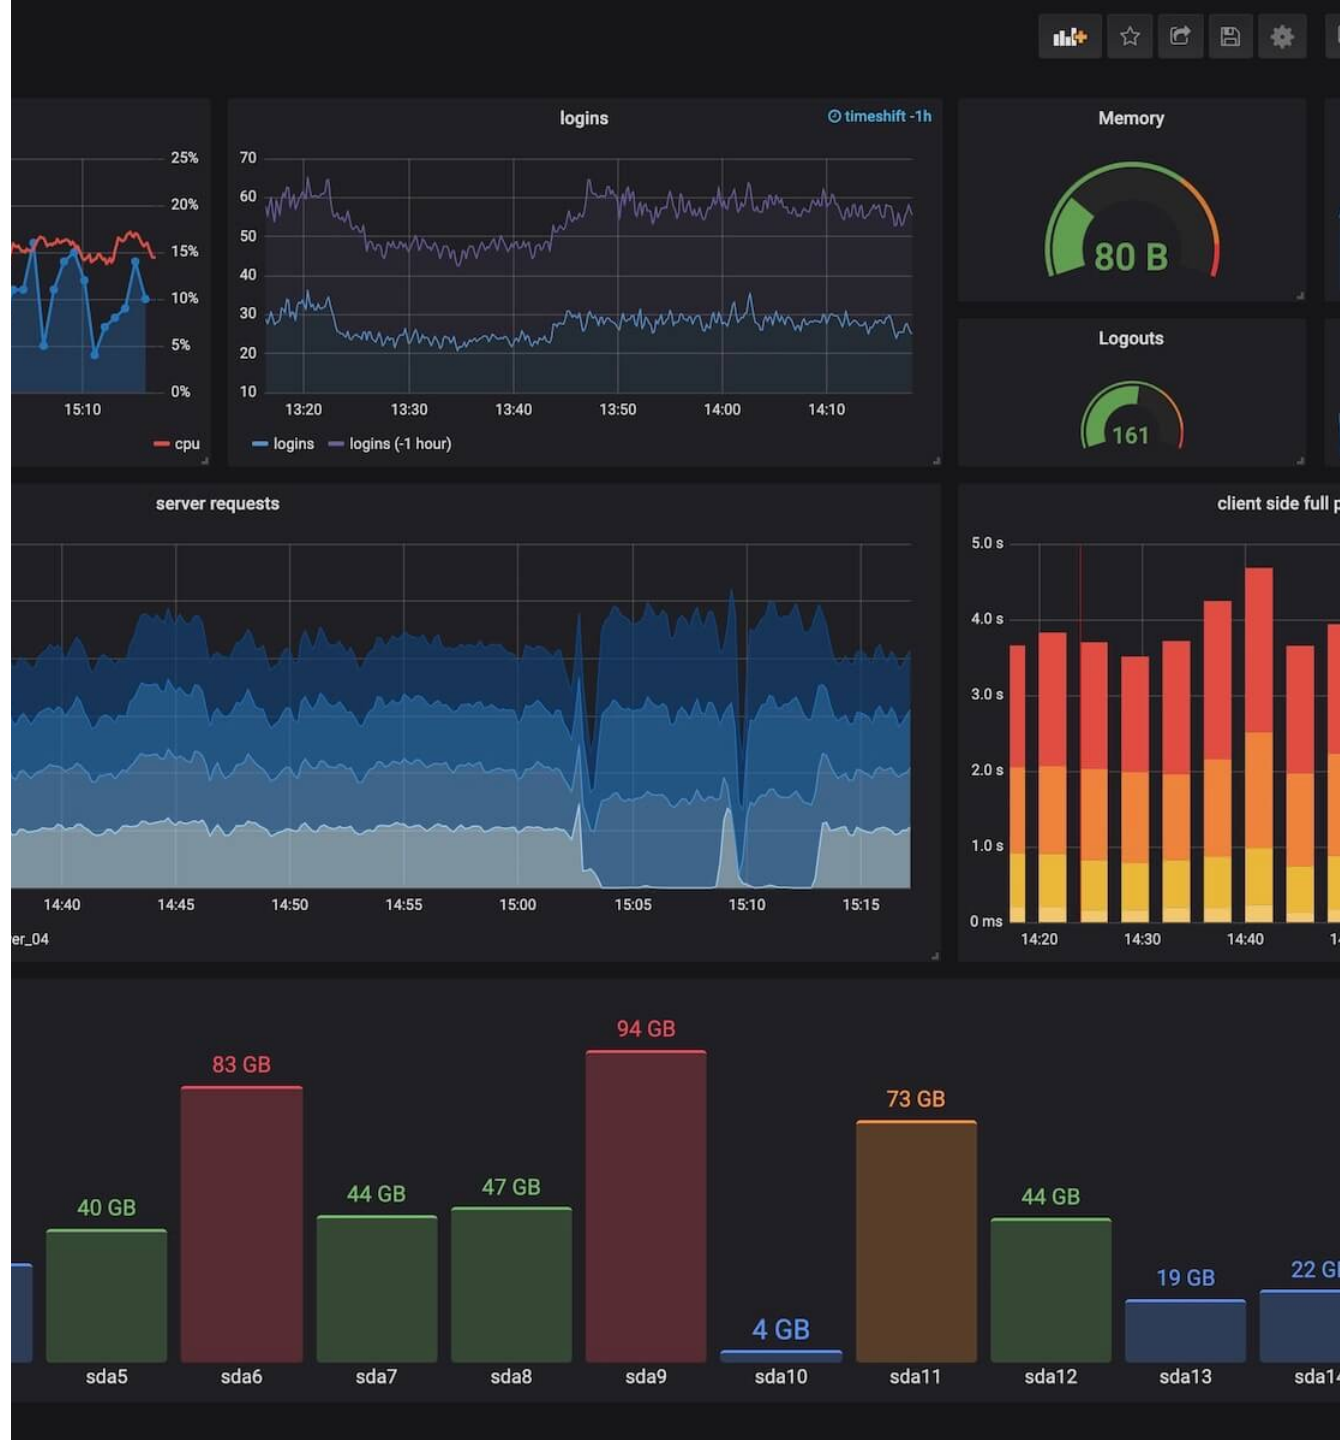 logins
timeshift -1h
Memory
25%
20%
15%
10%
5%
0%
15:10
cpu
70
60
50
40
30
20
10
13:20 13:30 13:40 13:50 14:00 14:10
logins logins (-1 hour)
80 B
Logouts
161
server requests
14:40 14:45 14:50 14:55 15:00 15:05 15:10 15:15
er_04
client side full p
5.0 s
4.0 s
3.0 s
2.0 s
1.0 s
0 ms
14:20 14:30 14:40
40 GB
83 GB
44 GB
47 GB
94 GB
4 GB
73 GB
44 GB
19 GB
22 G
sda5 sda6 sda7 sda8 sda9 sda10 sda11 sda12 sda13 sda14